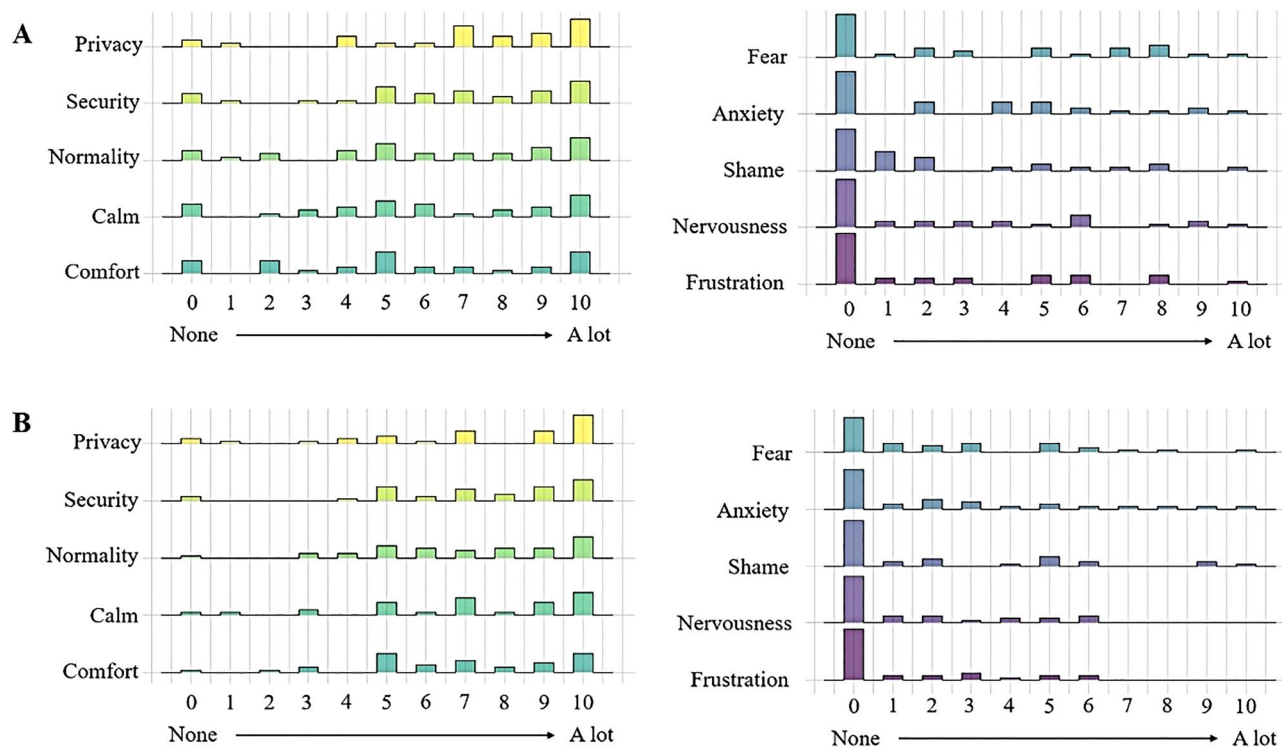 A
Privacy
Security
Normality
Calm
Comfort
0 1 2 3 4 5 6 7 8 9 10
None A lot
Fear
Anxiety
Shame
Nervousness
Frustration
0 1 2 3 4 5 6 7 8 9 10
None A lot
B
Privacy
Security
Normality
Calm
Comfort
0 1 2 3 4 5 6 7 8 9 10
None A lot
Fear
Anxiety
Shame
Nervousness
Frustration
0 1 2 3 4 5 6 7 8 9 10
None A lot